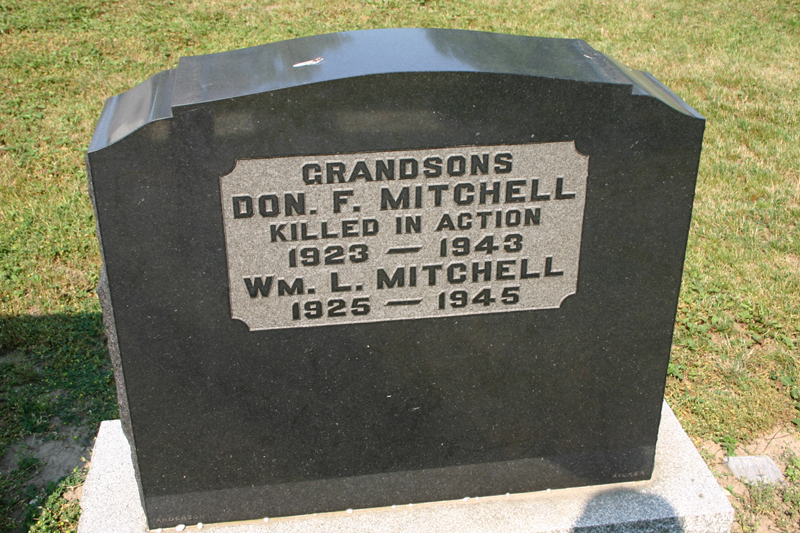 GRANDSONS
DON. F. MITCHELL
KILLED IN ACTION
1923 — 1943
WM. L. MITCHELL
1925 — 1945